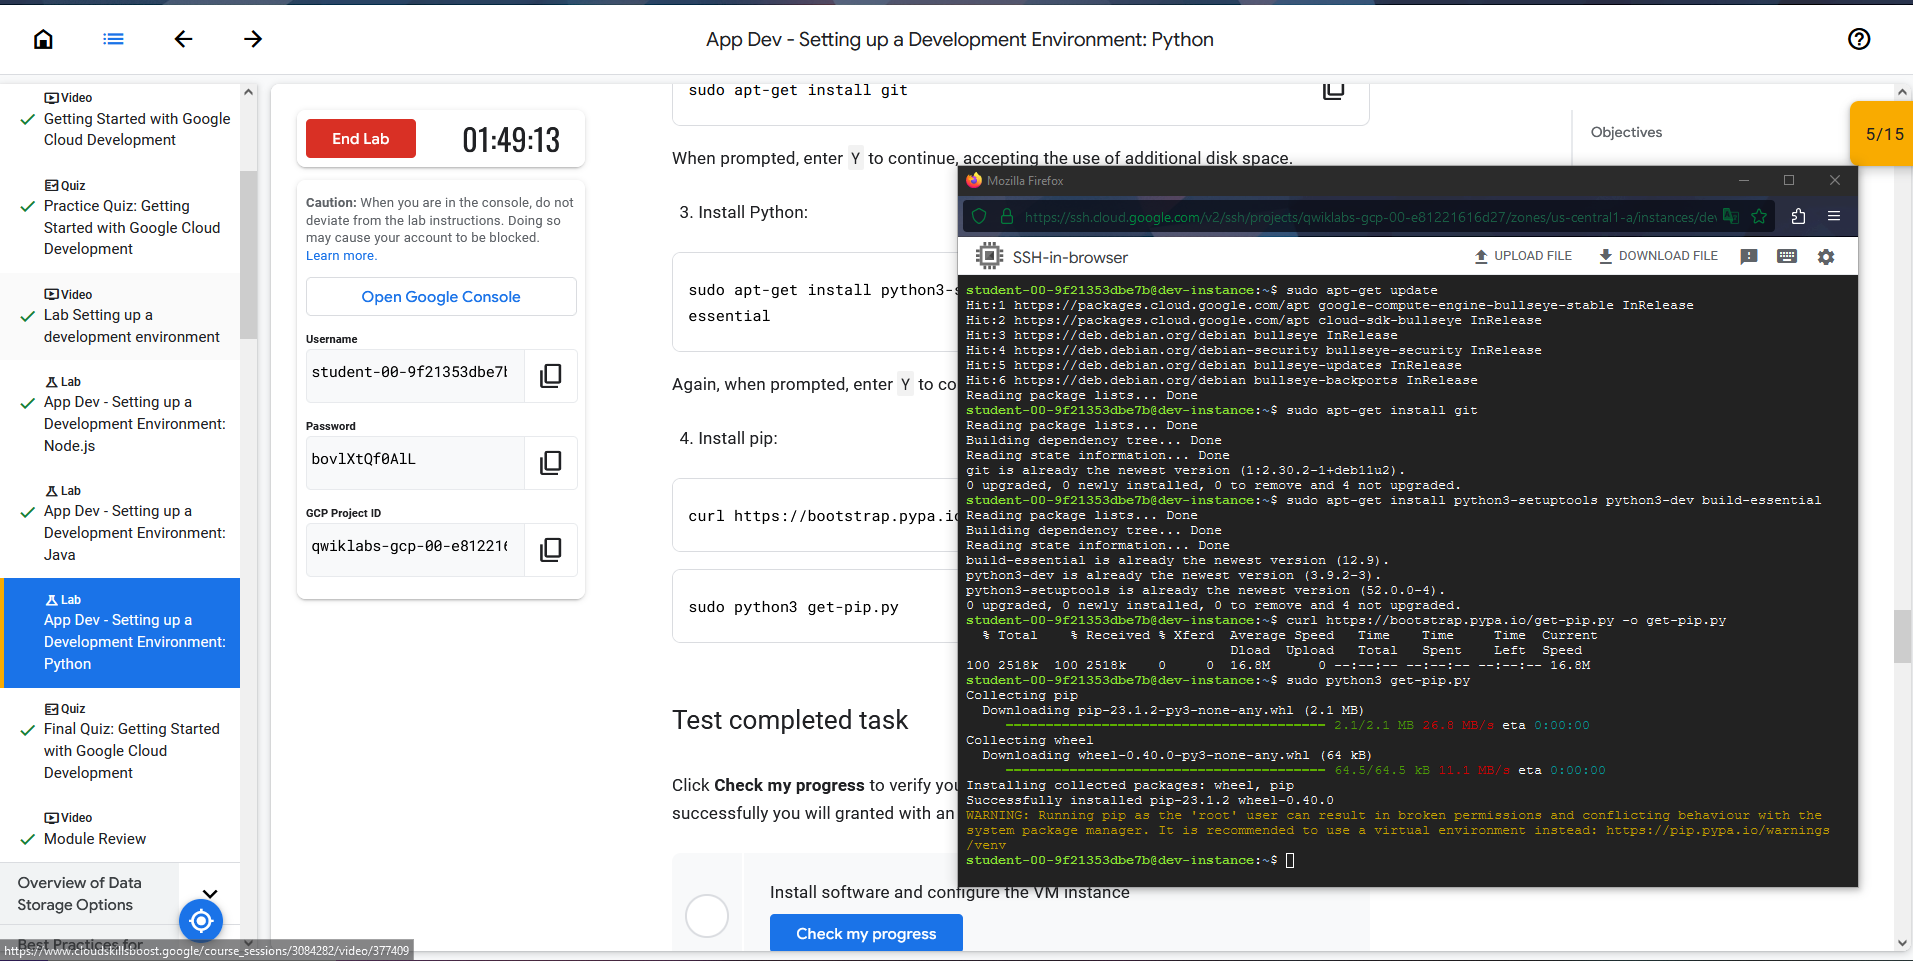 App Dev - Setting up a Development Environment: Python
Video
Getting Started with Google
Cloud Development
Quiz
Practice Quiz: Getting
Started with Google Cloud
Development
Video
Lab Setting up a
development environment
Lab
App Dev - Setting up a
Development Environment:
Node.js
Lab
App Dev - Setting up a
Development Environment:
Java
Lab
App Dev - Setting up a
Development Environment:
Python
Quiz
Final Quiz: Getting Started
with Google Cloud
Development
Video
Module Review
Overview of Data
Storage Options
Best Practices for
https://www.cloudskillsboost.google/course_sessions/3084282/video/377409
End Lab
01:49:13
Caution: When you are in the console, do not
deviate from the lab instructions. Doing so
may cause your account to be blocked.
Learn more.
Open Google Console
Username
student-00-9f21353dbe7b
Password
bovlXtQf0AlL
GCP Project ID
qwiklabs-gcp-00-e812216
sudo apt-get install git
When prompted, enter Y to continue, accepting the use of additional disk space.
3. Install Python:
sudo apt-get install python3-s
essential
Again, when prompted, enter Y to co
4. Install pip:
curl https://bootstrap.pypa.io
sudo python3 get-pip.py
Test completed task
Click Check my progress to verify you
successfully you will granted with an
Install software and configure the VM instance
Check my progress
Objectives
5/15
Mozilla Firefox
https://ssh.cloud.google.com/v2/ssh/projects/qwiklabs-gcp-00-e81221616d27/zones/us-central1-a/instances/dev
SSH-in-browser
UPLOAD FILE
DOWNLOAD FILE
student-00-9f21353dbe7b@dev-instance:~$ sudo apt-get update
Hit:1 https://packages.cloud.google.com/apt google-compute-engine-bullseye-stable InRelease
Hit:2 https://packages.cloud.google.com/apt cloud-sdk-bullseye InRelease
Hit:3 https://deb.debian.org/debian bullseye InRelease
Hit:4 https://deb.debian.org/debian-security bullseye-security InRelease
Hit:5 https://deb.debian.org/debian bullseye-updates InRelease
Hit:6 https://deb.debian.org/debian bullseye-backports InRelease
Reading package lists... Done
student-00-9f21353dbe7b@dev-instance:~$ sudo apt-get install git
Reading package lists... Done
Building dependency tree... Done
Reading state information... Done
git is already the newest version (1:2.30.2-1+deb11u2).
0 upgraded, 0 newly installed, 0 to remove and 4 not upgraded.
student-00-9f21353dbe7b@dev-instance:~$ sudo apt-get install python3-setuptools python3-dev build-essential
Reading package lists... Done
Building dependency tree... Done
Reading state information... Done
build-essential is already the newest version (12.9).
python3-dev is already the newest version (3.9.2-3).
python3-setuptools is already the newest version (52.0.0-4).
0 upgraded, 0 newly installed, 0 to remove and 4 not upgraded.
student-00-9f21353dbe7b@dev-instance:~$ curl https://bootstrap.pypa.io/get-pip.py -o get-pip.py
% Total % Received % Xferd Average Speed Time Time Time Current
Dload Upload Total Spent Left Speed
100 2518k 100 2518k 0 0 16.8M 0 --:--:-- --:--:-- --:--:-- 16.8M
student-00-9f21353dbe7b@dev-instance:~$ sudo python3 get-pip.py
Collecting pip
Downloading pip-23.1.2-py3-none-any.whl (2.1 MB)
2.1/2.1 MB 26.8 MB/s eta 0:00:00
Collecting wheel
Downloading wheel-0.40.0-py3-none-any.whl (64 kB)
64.5/64.5 kB 11.1 MB/s eta 0:00:00
Installing collected packages: wheel, pip
Successfully installed pip-23.1.2 wheel-0.40.0
WARNING: Running pip as the 'root' user can result in broken permissions and conflicting behaviour with the
system package manager. It is recommended to use a virtual environment instead: https://pip.pypa.io/warnings
/venv
student-00-9f21353dbe7b@dev-instance:~$